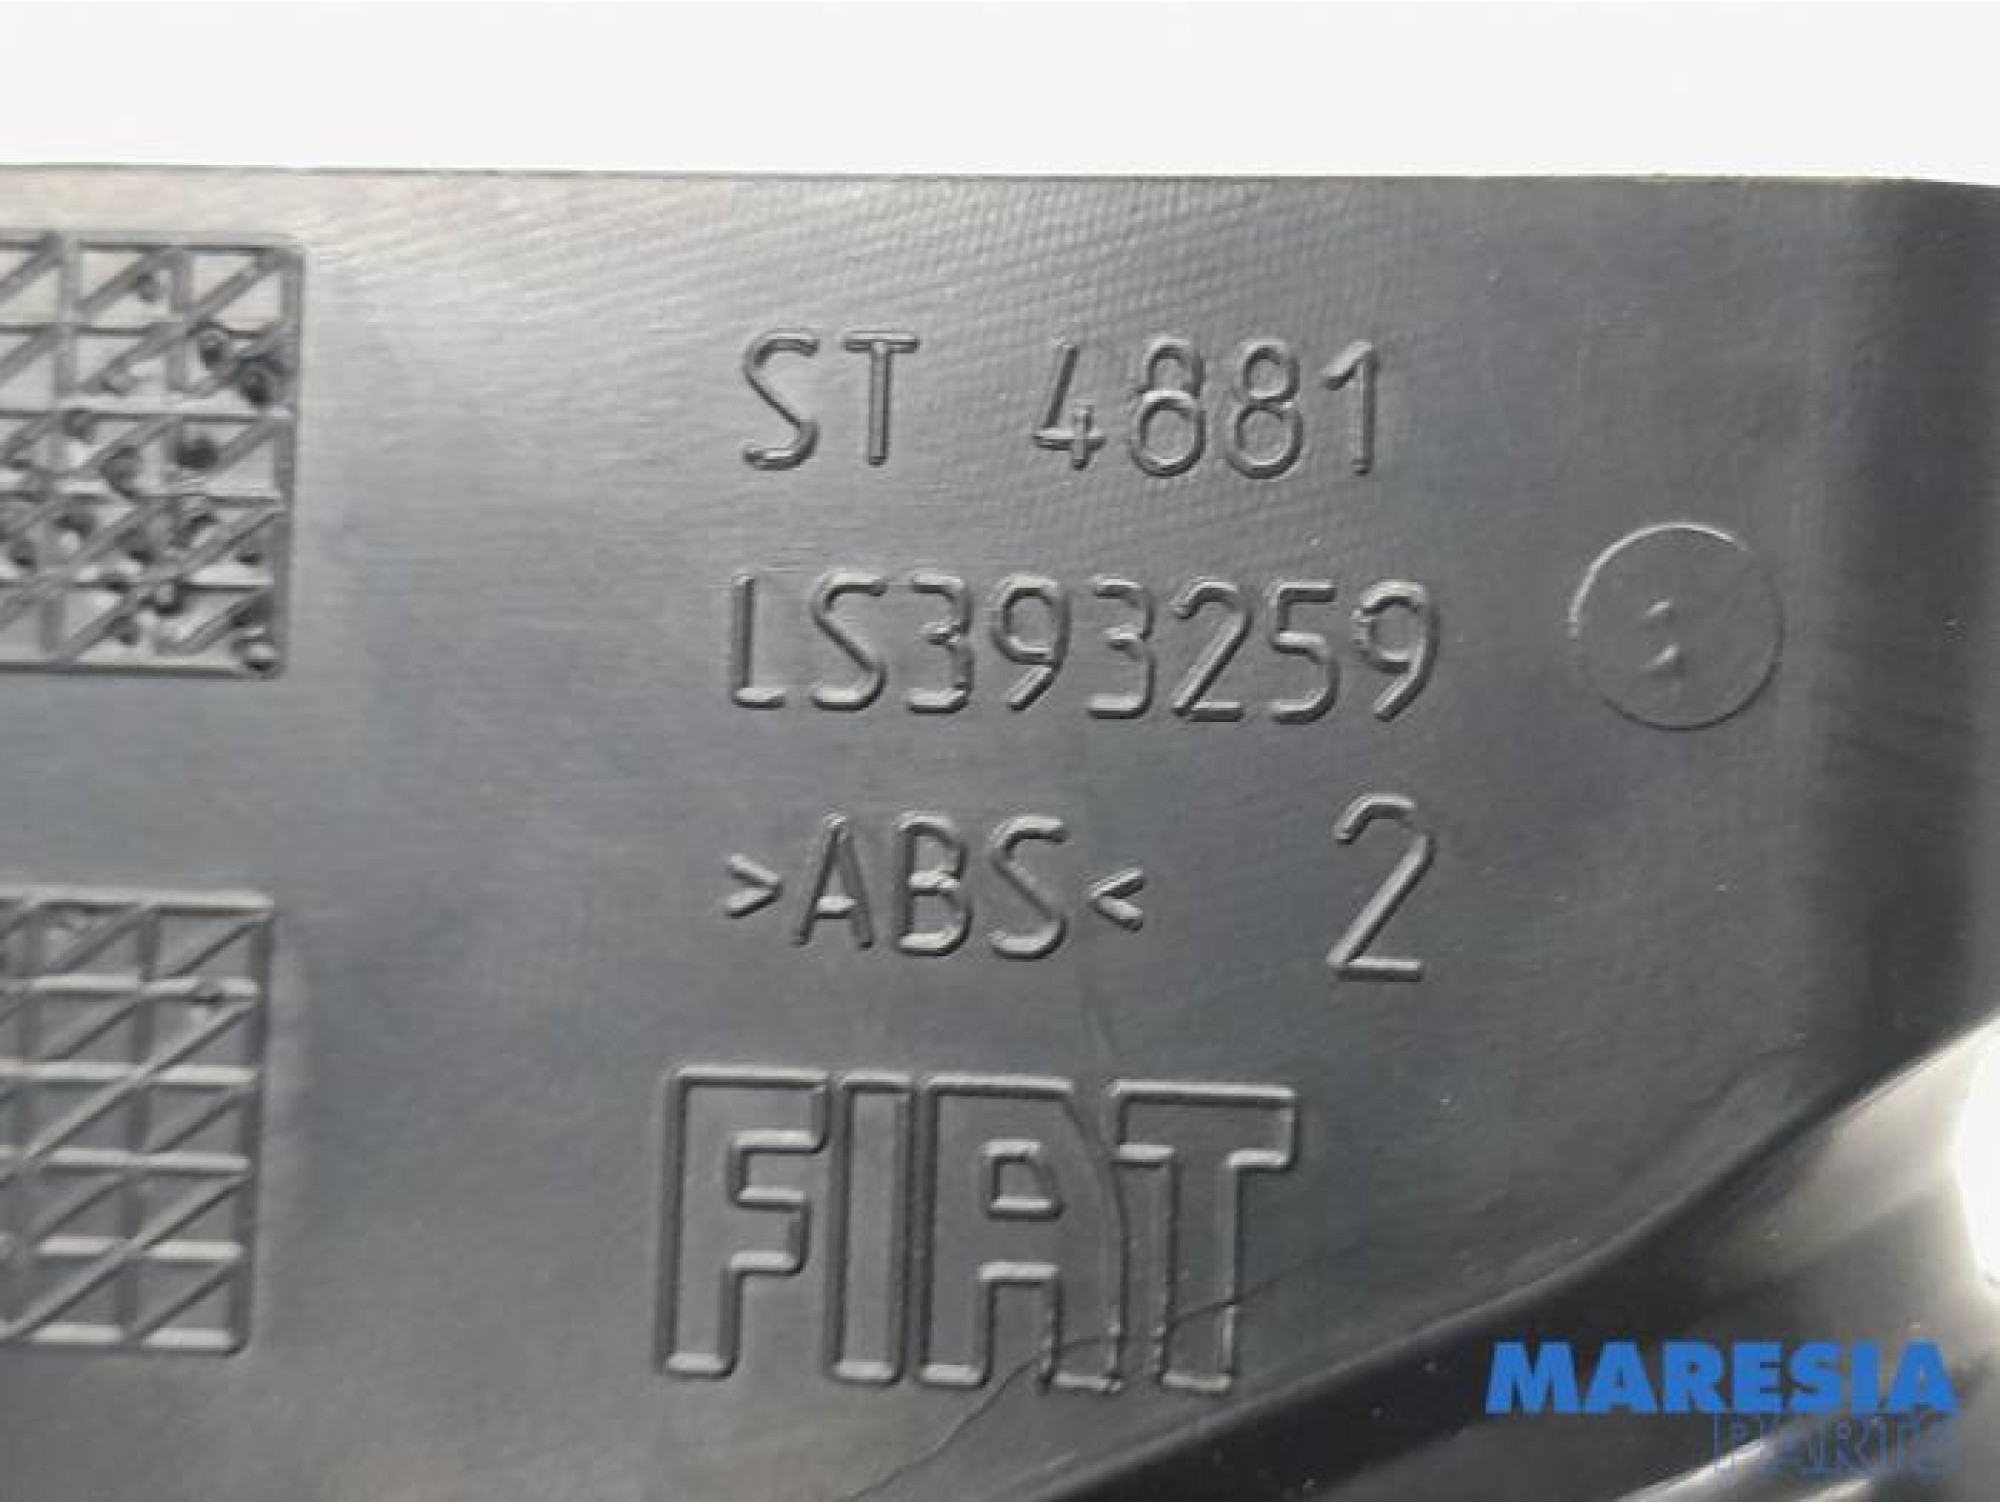 ST 4881
LS393259
>ABS< 2
FIAT
MARESIA
PARTS